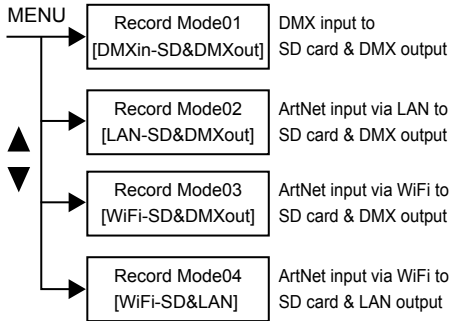 MENU
Record Mode01
[DMXin-SD&DMXout]
DMX input to
SD card & DMX output
Record Mode02
[LAN-SD&DMXout]
ArtNet input via LAN to
SD card & DMX output
Record Mode03
[WiFi-SD&DMXout]
ArtNet input via WiFi to
SD card & DMX output
Record Mode04
[WiFi-SD&LAN]
ArtNet input via WiFi to
SD card & LAN output